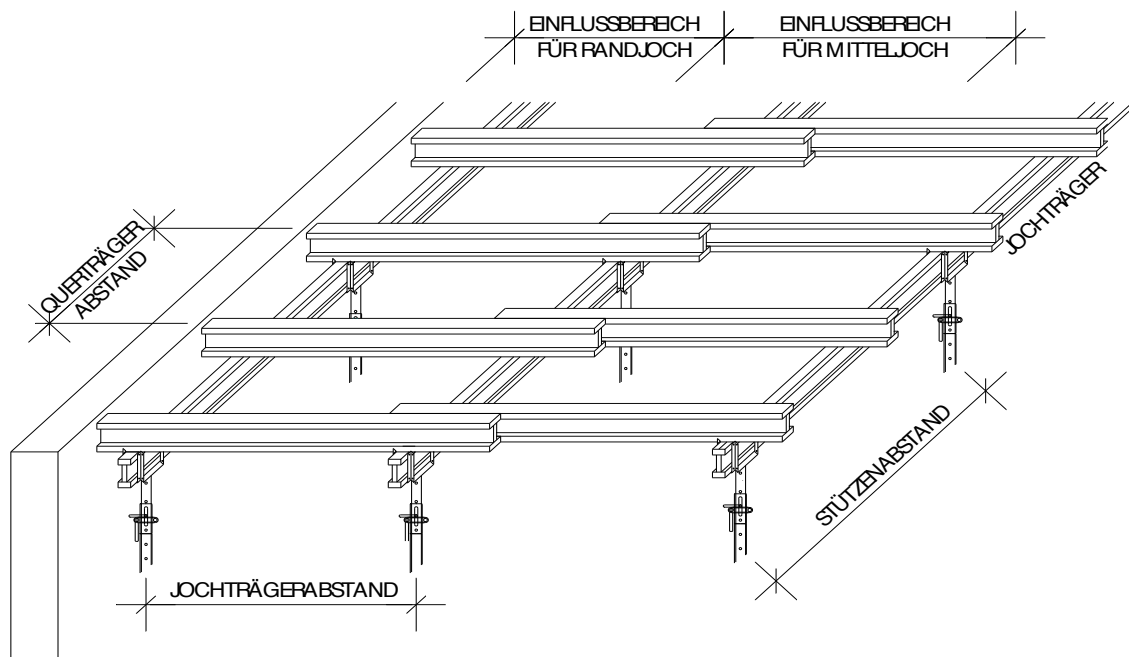 EINFLUSSBEREICH
FÜR RANDJOCH
EINFLUSSBEREICH
FÜR MITTELJOCH
JOCHTRÄGER
QUERTRÄGER
ABSTAND
STÜTZENABSTAND
JOCHTRÄGERABSTAND